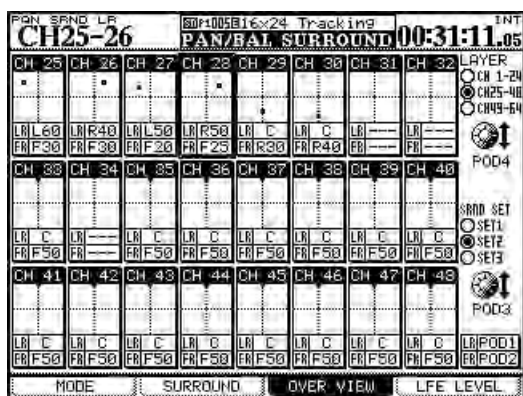 PAN SRND LR
CH25-26
1005 16x24 Tracking
PAN/BAL SURROUND
INT
00:31:11.05
CH 25 CH 26 CH 27 CH 28 CH 29 CH 30 CH 31 CH 32
LR L60 LR R40 LR L50 LR R50 LR C LR C LR --- LR ---
FR F30 FR F30 FR F20 FR F25 FR R30 FR R40 FR FR
LAYER
CH 1-24
CH25-48
CH49-64
POD4
CH 33 CH 34 CH 35 CH 36 CH 37 CH 38 CH 39 CH 40
LR C LR --- LR C LR C LR C LR C LR C LR C
FR F50 FR --- FR F50 FR F50 FR F50 FR F50 FR F50 FR F50
SRND SET
SET1
SET2
SET3
POD3
CH 41 CH 42 CH 43 CH 44 CH 45 CH 46 CH 47 CH 48
LR C LR C LR C LR C LR C LR C LR C LR C
FR F50 FR F50 FR F50 FR F50 FR F50 FR F50 FR F50 FR F50
LR POD1
FR POD2
MODE SURROUND OVER VIEW LFE LEVEL